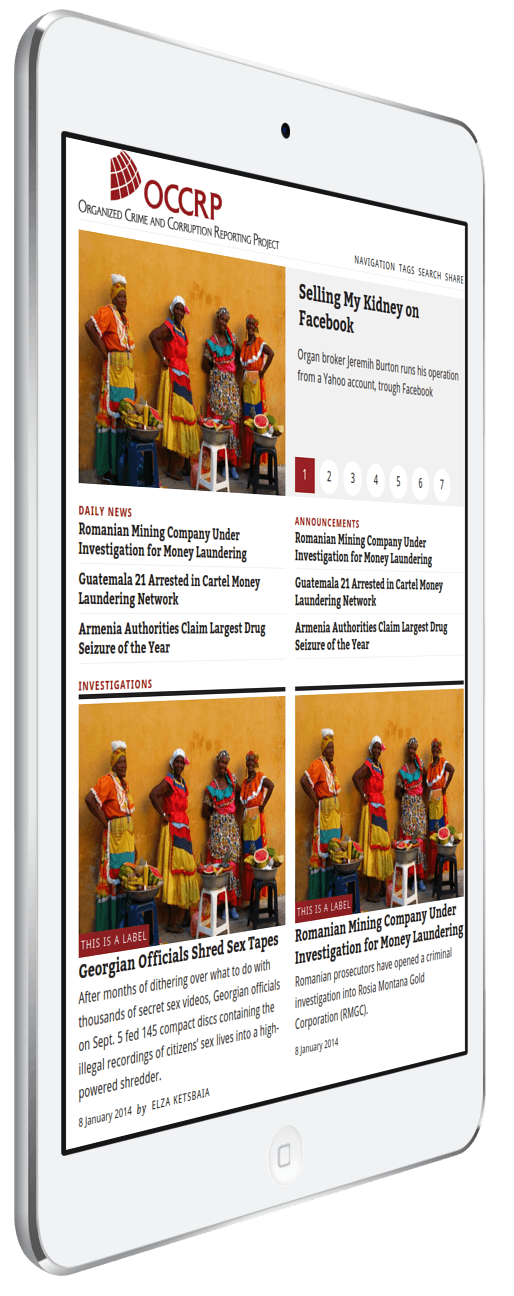 OCCRP
ORGANIZED CRIME AND CORRUPTION REPORTING PROJECT
NAVIGATION TAGS SEARCH SHARE
Selling My Kidney on
Facebook
Organ broker Jeremih Burton runs his operation
from a Yahoo account, trough Facebook
1 2 3 4 5 6 7
DAILY NEWS
Romanian Mining Company Under
Investigation for Money Laundering
Guatemala 21 Arrested in Cartel Money
Laundering Network
Armenia Authorities Claim Largest Drug
Seizure of the Year
ANNOUNCEMENTS
Romanian Mining Company Under
Investigation for Money Laundering
Guatemala 21 Arrested in Cartel Money
Laundering Network
Armenia Authorities Claim Largest Drug
Seizure of the Year
INVESTIGATIONS
THIS IS A LABEL
Georgian Officials Shred Sex Tapes
After months of dithering over what to do with
thousands of secret sex videos, Georgian officials
on Sept. 5 fed 145 compact discs containing the
illegal recordings of citizens' sex lives into a high-
powered shredder.
8 January 2014 by ELZA KETSBAIA
THIS IS A LABEL
Romanian Mining Company Under
Investigation for Money Laundering
Romanian prosecutors have opened a criminal
investigation into Rosia Montana Gold
Corporation (RMGC).
8 January 2014